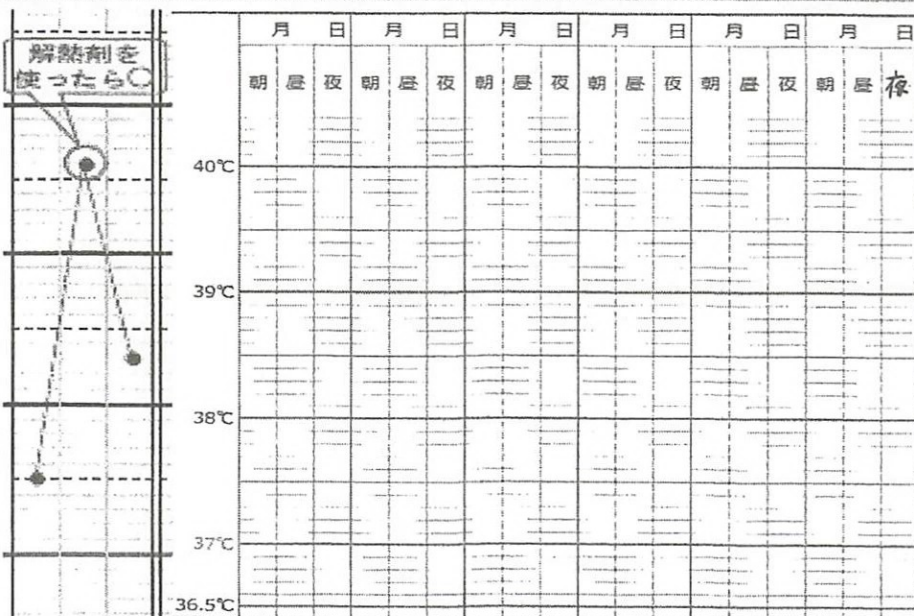 解熱剤を
使ったら○
月 日 月 日 月 日 月 日 月 日 月 日
朝 昼 夜 朝 昼 夜 朝 昼 夜 朝 昼 夜 朝 昼 夜 朝 昼 夜
40℃
39℃
38℃
37℃
36.5℃